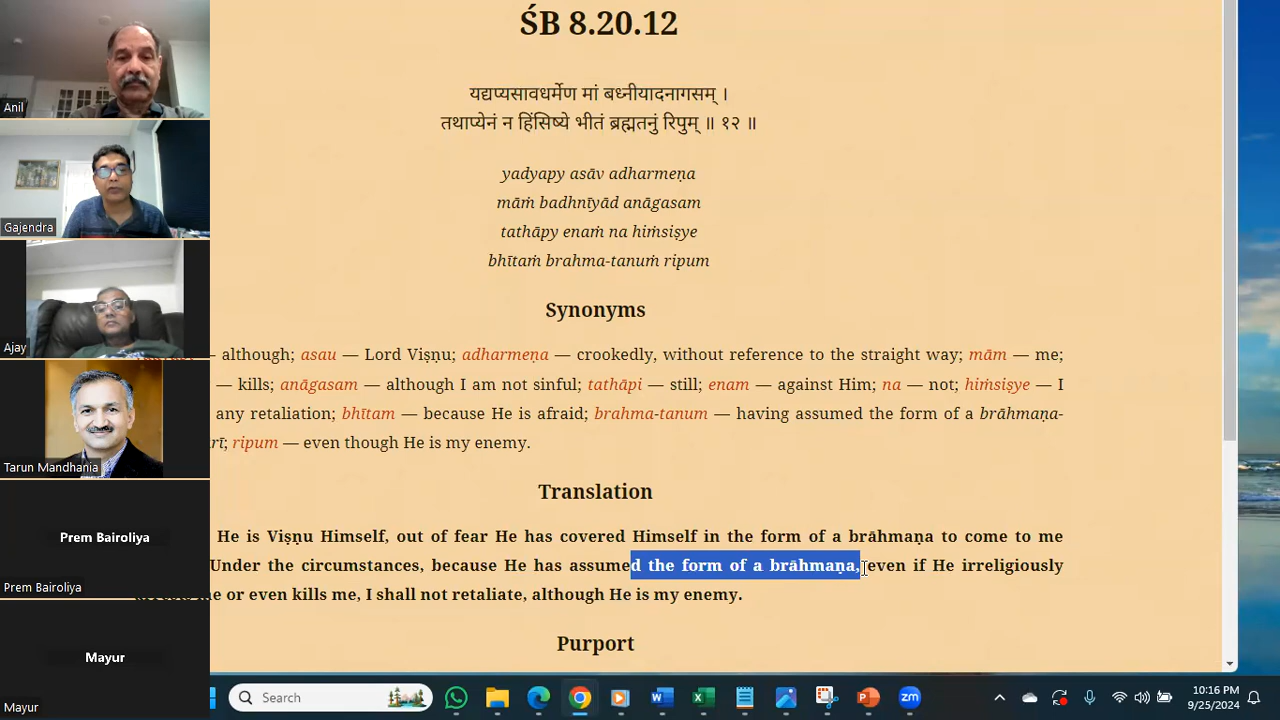 ŚB 8.20.12
यद्यप्यसावधर्मेण मां बध्नीयादनागसम् ।
तथाप्येनं न हिंसिष्ये भीतं ब्रह्मतनुं रिपुम् ॥ १२ ॥
yadyapy asāv adharmeṇa
māṁ badhnīyād anāgasam
tathāpy enaṁ na hiṁsiṣye
bhītaṁ brahma-tanuṁ ripum
Synonyms
— although; asau — Lord Viṣṇu; adharmeṇa — crookedly, without reference to the straight way; mām — me;
— kills; anāgasam — although I am not sinful; tathāpi — still; enam — against Him; na — not; hiṁsiṣye — I
any retaliation; bhītam — because He is afraid; brahma-tanum — having assumed the form of a brāhmaṇa-
ripum — even though He is my enemy.
Translation
He is Viṣṇu Himself, out of fear He has covered Himself in the form of a brāhmaṇa to come to me
Under the circumstances, because He has assumed the form of a brāhmaṇa, even if He irreligiously
me or even kills me, I shall not retaliate, although He is my enemy.
Purport
Anil
Gajendra
Ajay
Tarun Mandhania
Prem Bairoliya
Prem Bairoliya
Mayur
Mayur
Search
zm
10:16 PM
9/25/2024